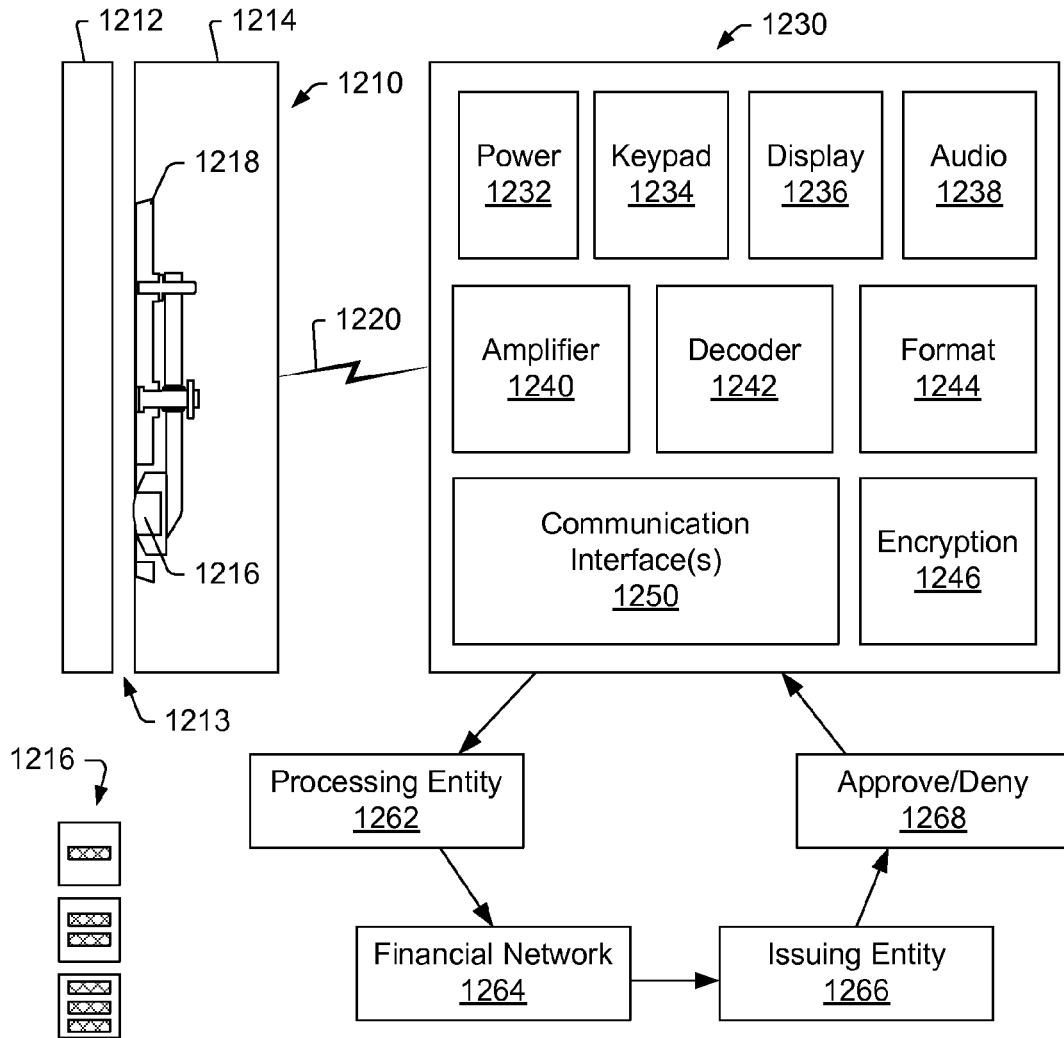 1212
1214
1230
1210
1218
Power
1232
Keypad
1234
Display
1236
Audio
1238
1220
Amplifier
1240
Decoder
1242
Format
1244
Communication
Interface(s)
1250
Encryption
1246
1216
1213
1216
Processing Entity
1262
Approve/Deny
1268
Financial Network
1264
Issuing Entity
1266